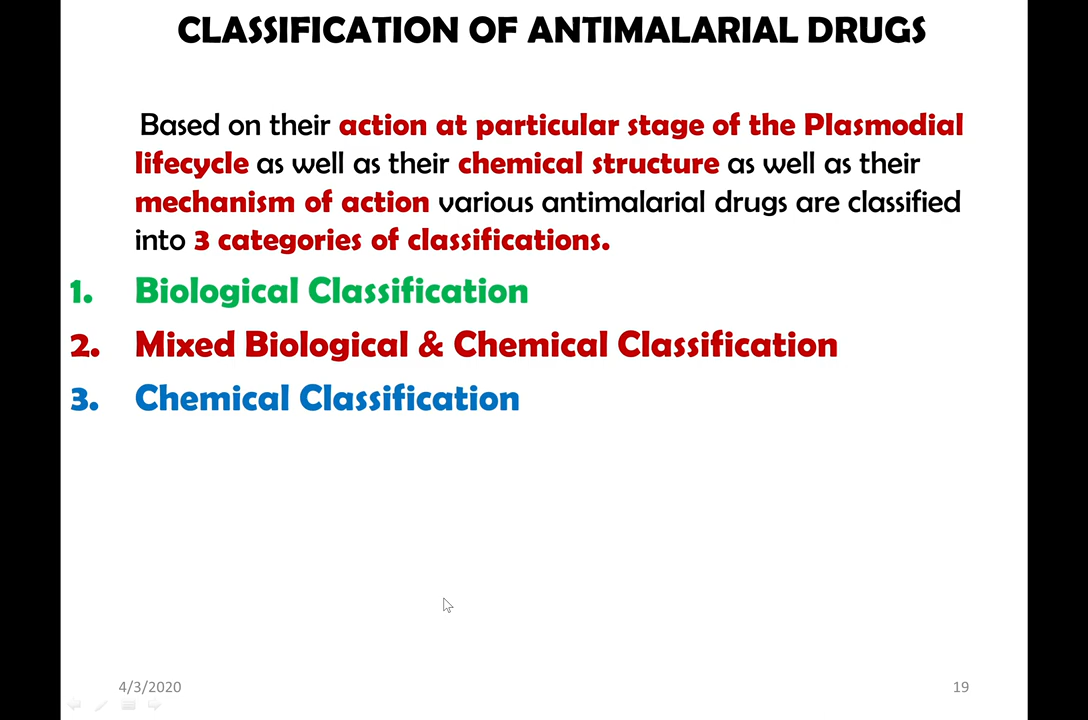 CLASSIFICATION OF ANTIMALARIAL DRUGS
Based on their action at particular stage of the Plasmodial
lifecycle as well as their chemical structure as well as their
mechanism of action various antimalarial drugs are classified
into 3 categories of classifications.
1. Biological Classification
2. Mixed Biological & Chemical Classification
3. Chemical Classification
4/3/2020
19